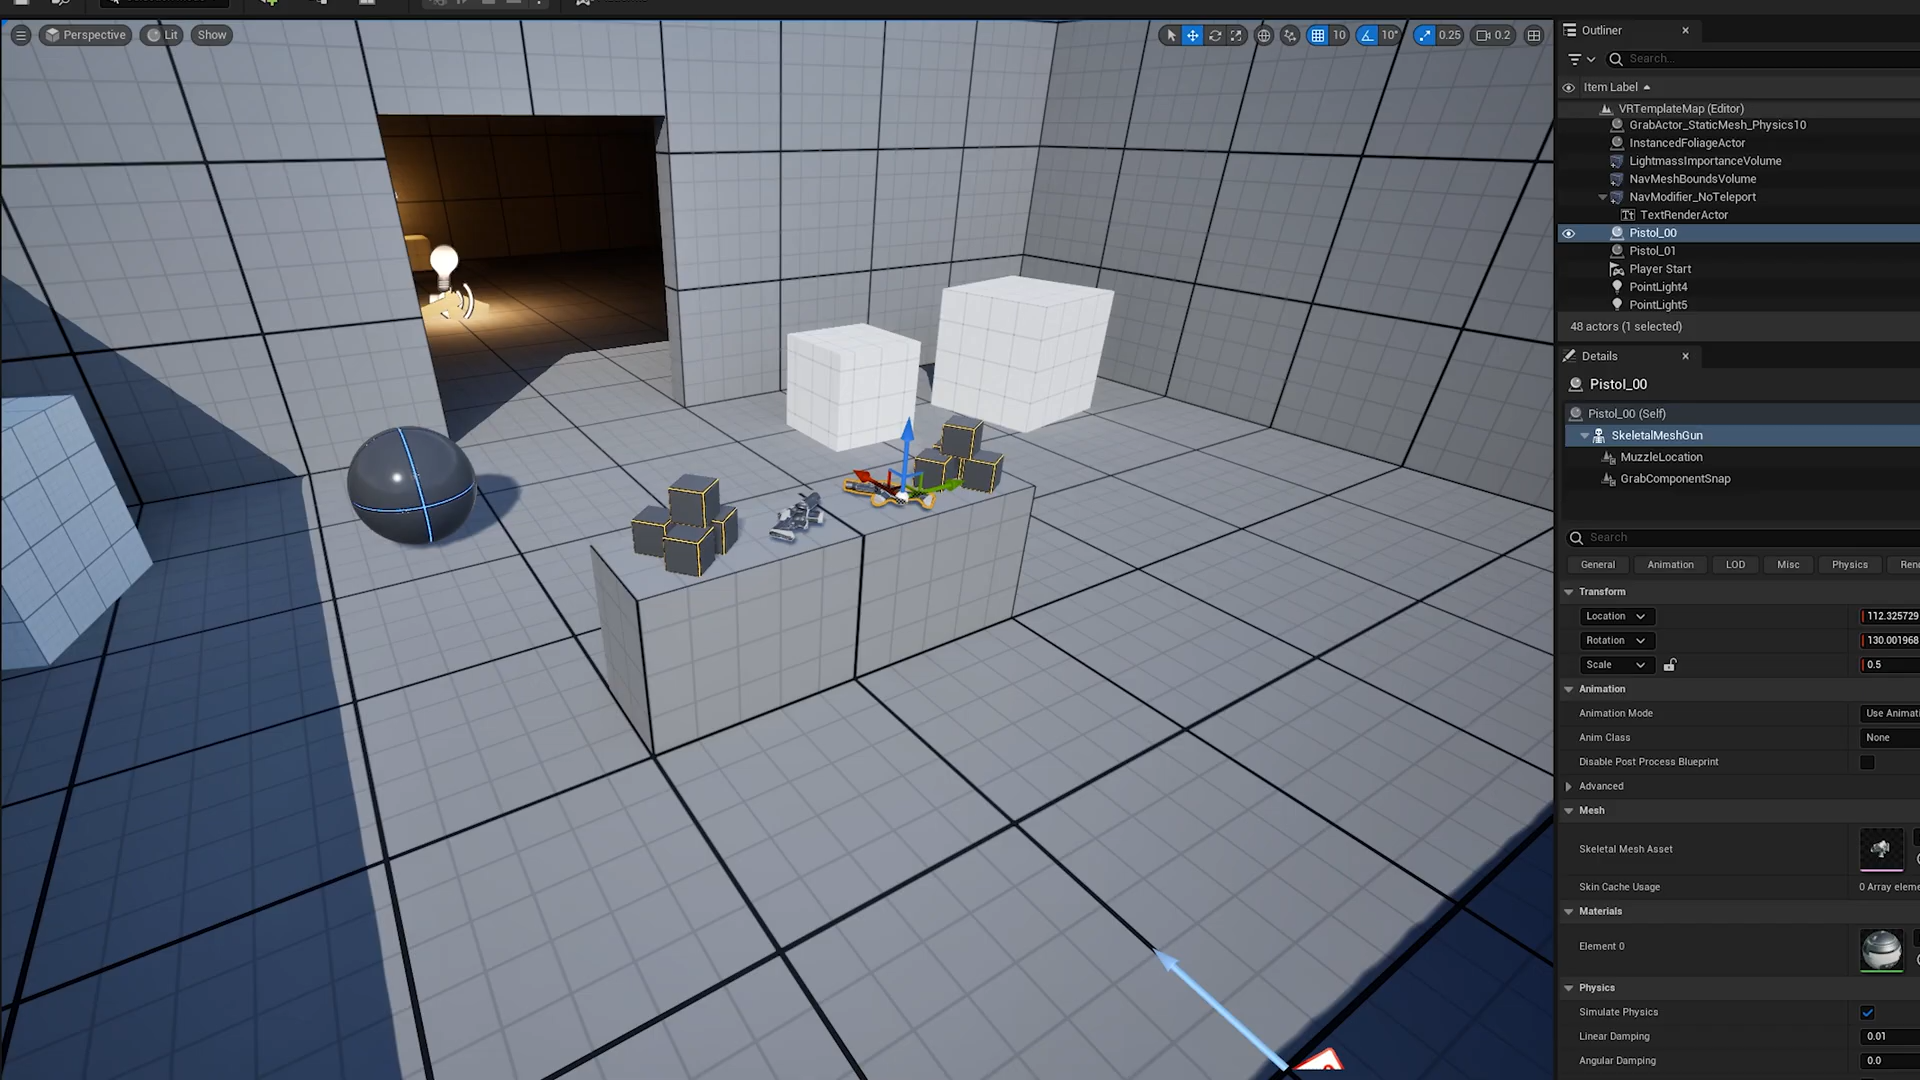 Perspective
Lit
Show
10
10°
0.25
0.2
Outliner
Search...
Item Label
VRTemplateMap (Editor)
GrabActor_StaticMesh_Physics10
InstancedFoliageActor
LightmassImportanceVolume
NavMeshBoundsVolume
NavModifier_NoTeleport
TextRenderActor
Pistol_00
Pistol_01
Player Start
PointLight4
PointLight5
48 actors (1 selected)
Details
Pistol_00
Pistol_00 (Self)
SkeletalMeshGun
MuzzleLocation
GrabComponentSnap
Search
General Animation LOD Misc Physics Ren
Transform
Location 112.325729
Rotation 130.001968
Scale 0.5
Animation
Animation Mode Use Animati
Anim Class None
Disable Post Process Blueprint
Advanced
Mesh
Skeletal Mesh Asset
Skin Cache Usage 0 Array eleme
Materials
Element 0
Physics
Simulate Physics
Linear Damping 0.01
Angular Damping 0.0